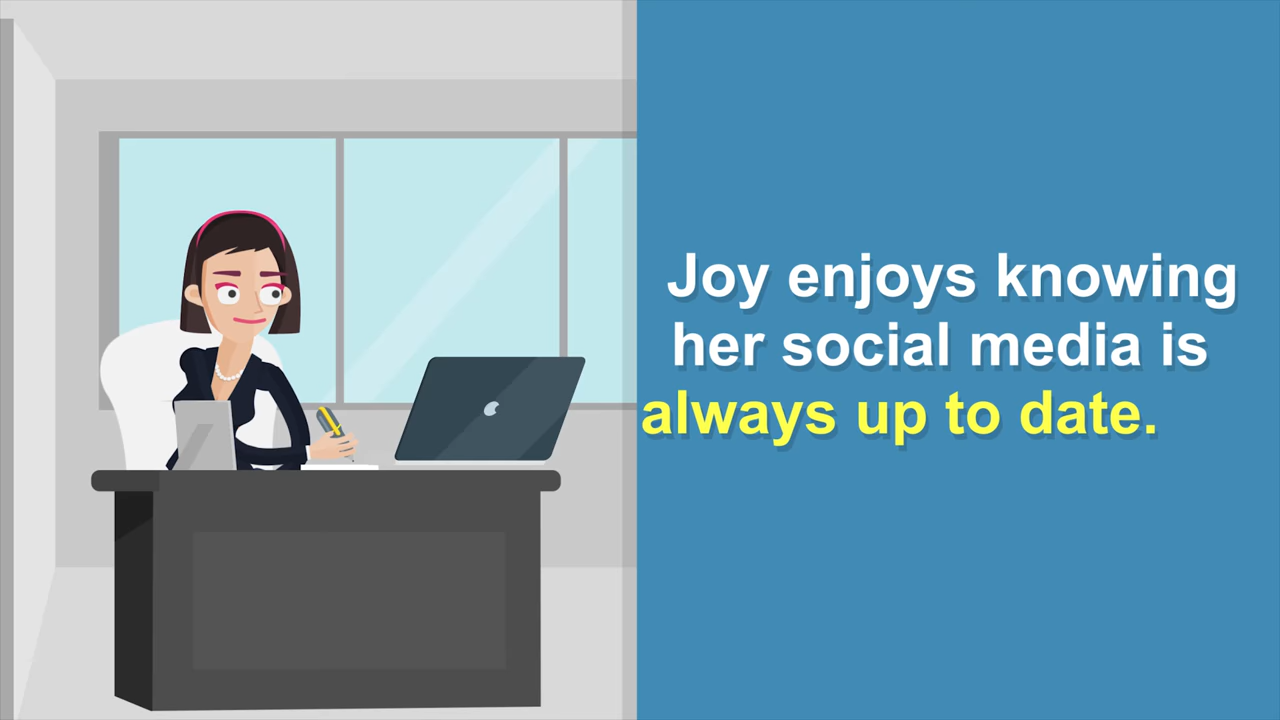 Joy enjoys knowing
her social media is
always up to date.